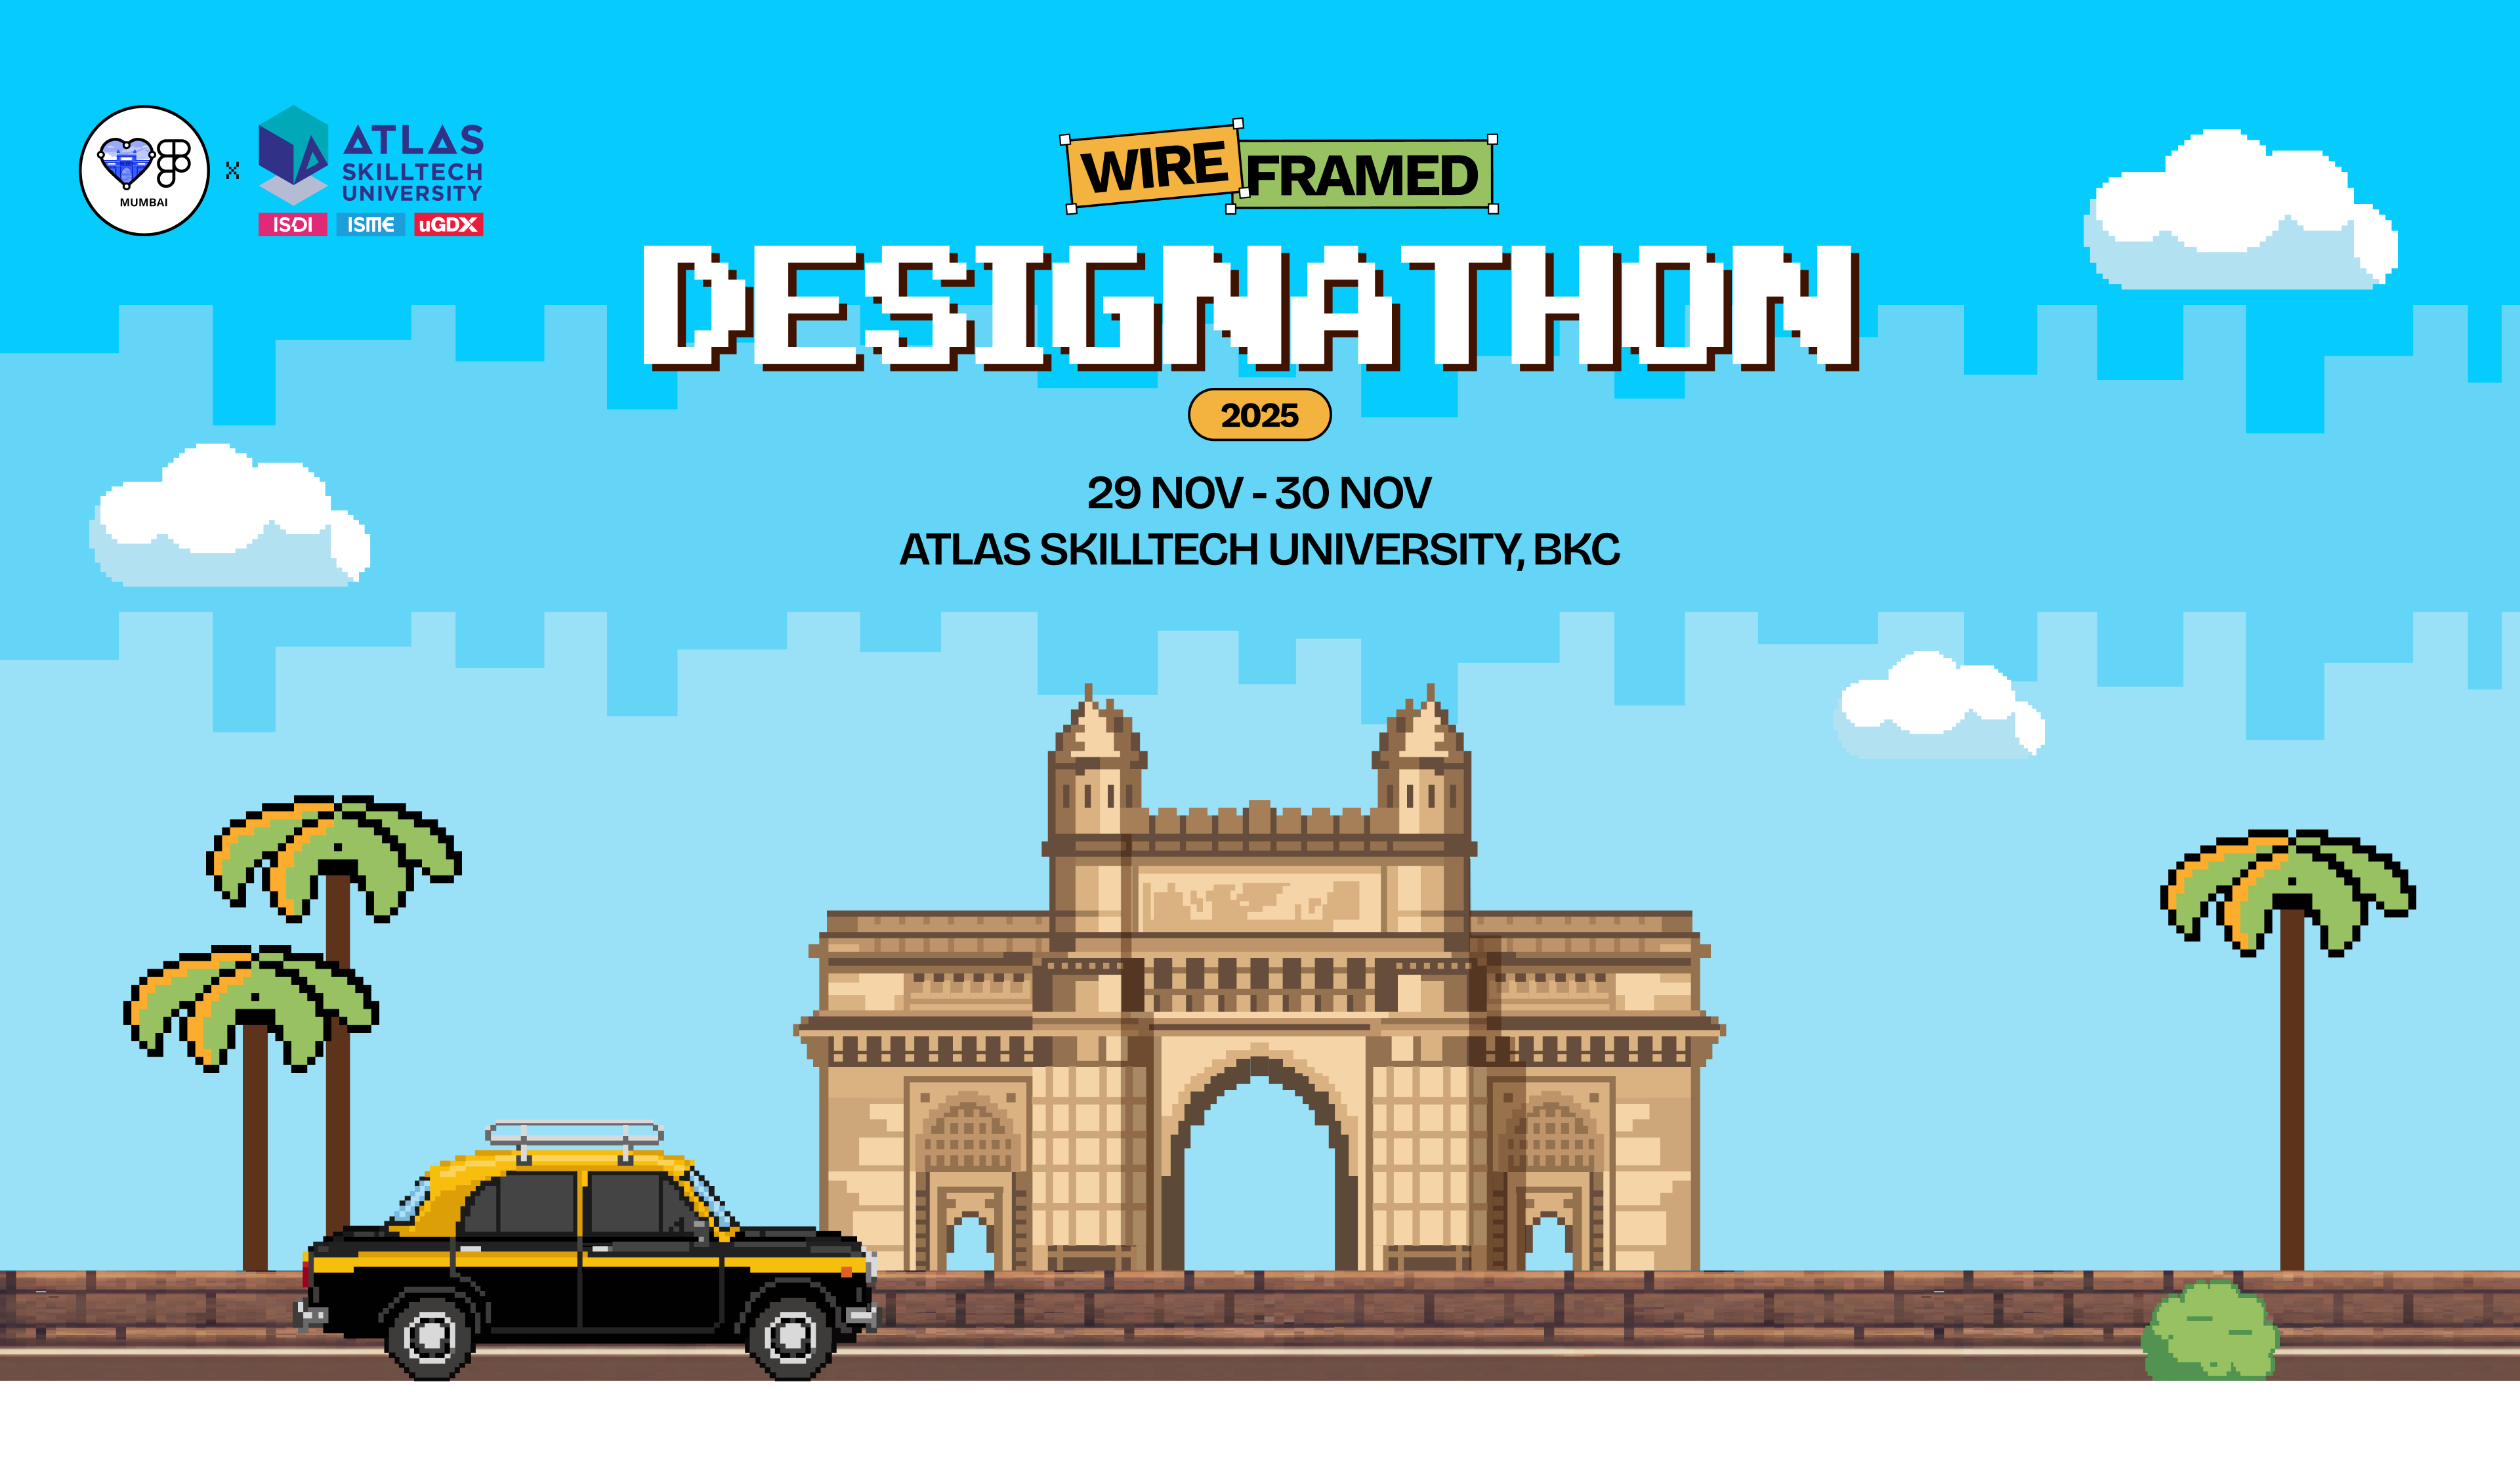 MUMBAI
x
ATLAS
SKILLTECH
UNIVERSITY
ISDI ISME uGDX
WIRE FRAMED
DESIGNATHON
2025
29 NOV - 30 NOV
ATLAS SKILLTECH UNIVERSITY, BKC